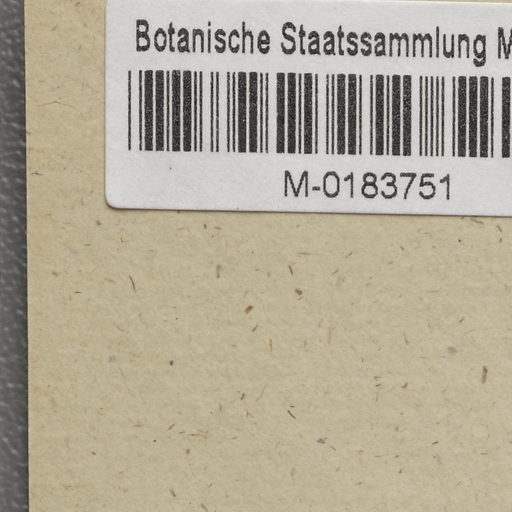 Botanische Staatssammlung M
M-0183751